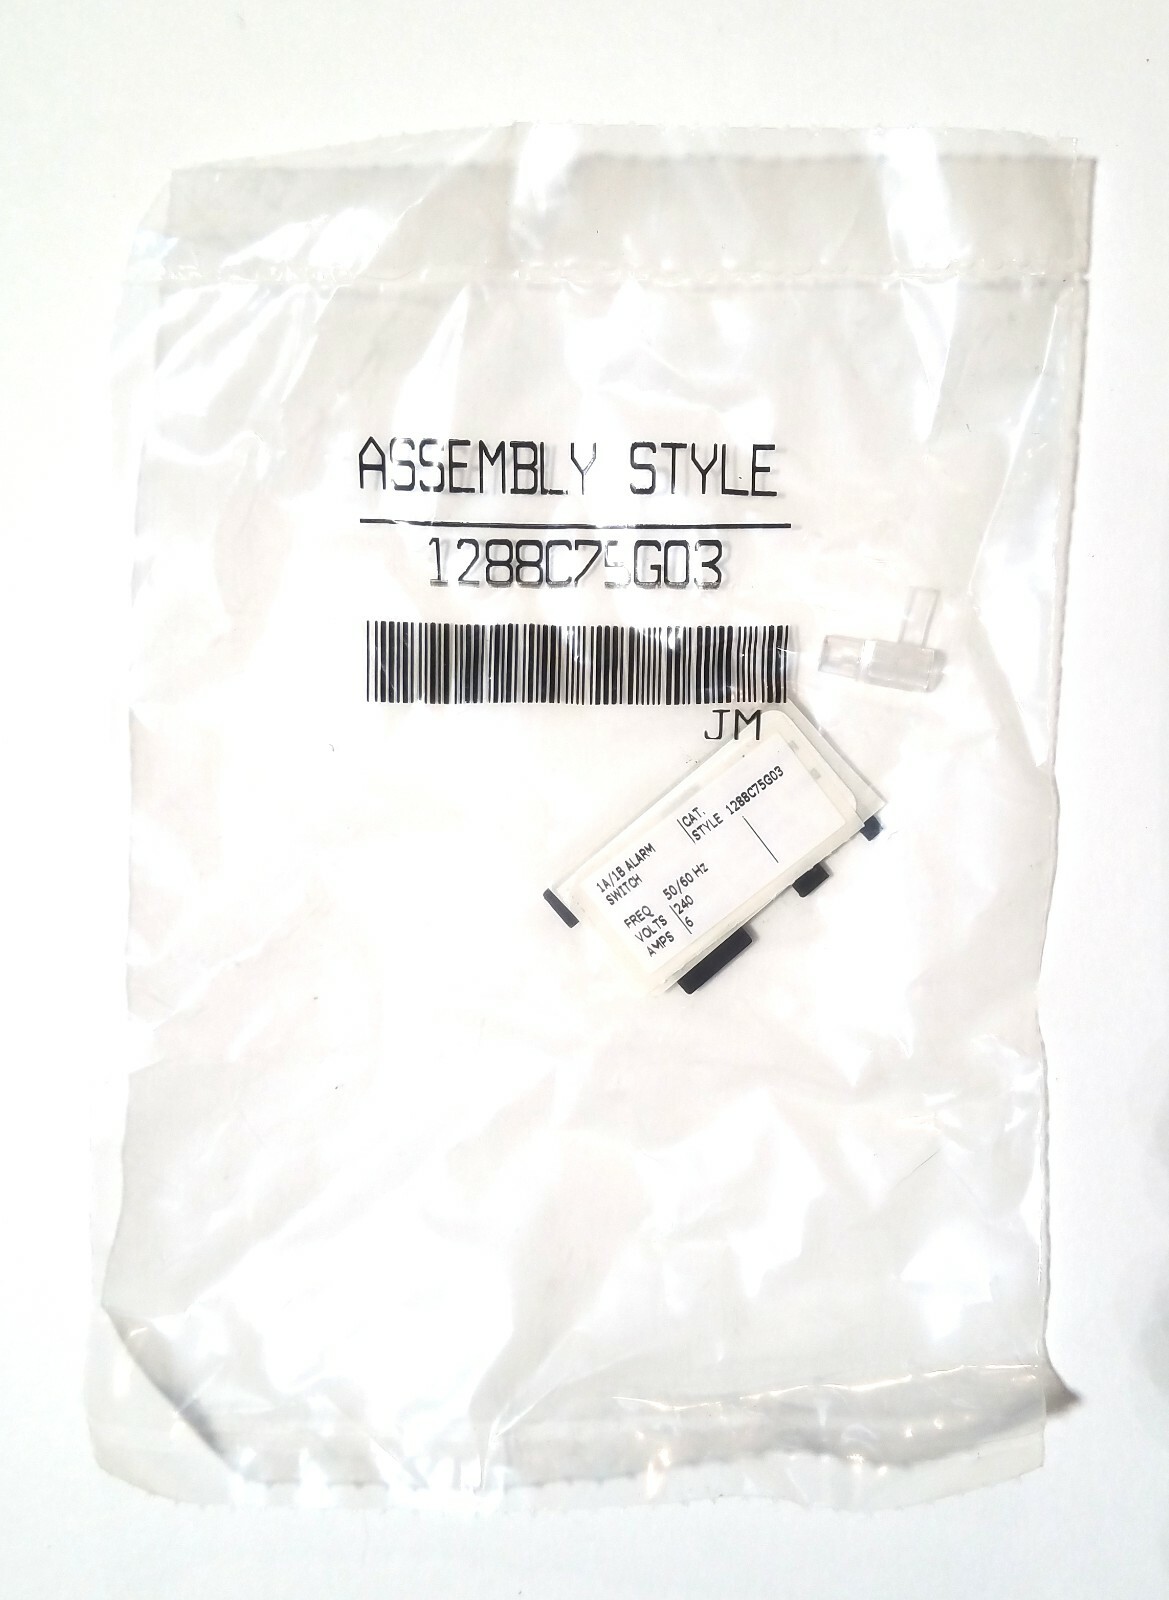 ASSEMBLY STYLE
1288C75G03
JM
1A/1B ALARM
SWITCH
CAT.
STYLE 1288C75G03
FREQ 50/60 Hz
VOLTS 240
AMPS 6